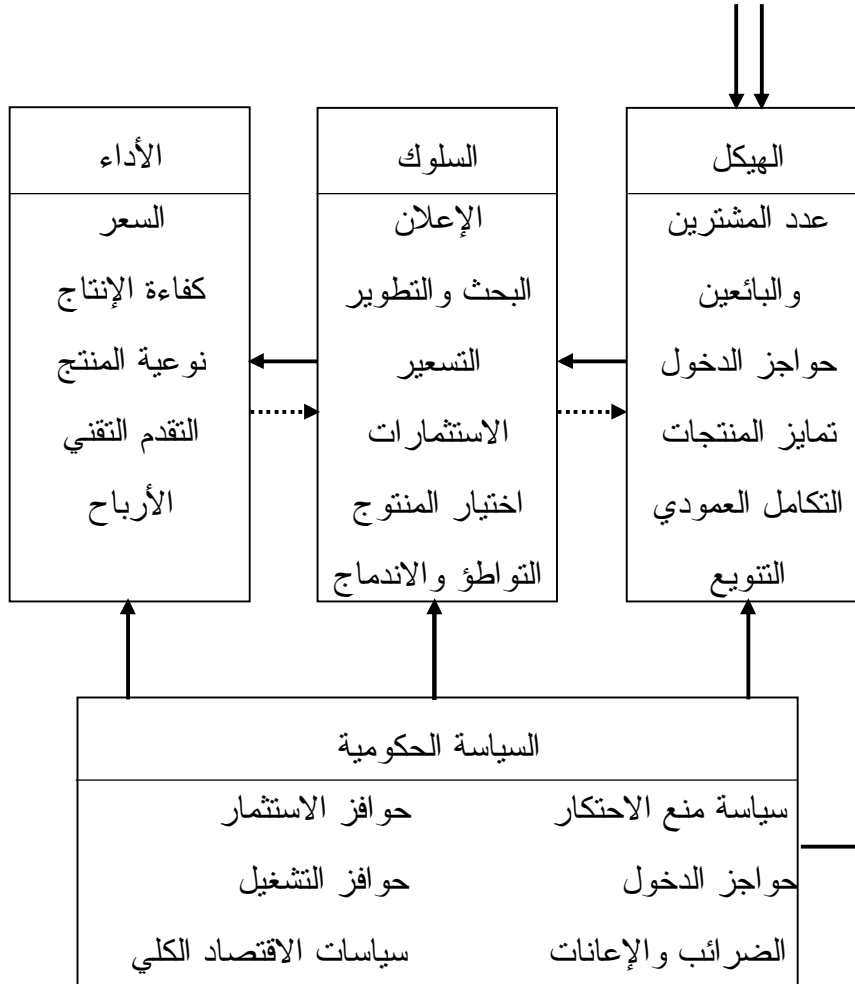 الهيكل
عدد المشترين
والبائعين
حواجز الدخول
تمايز المنتجات
التكامل العمودي
التنويع
السلوك
الإعلان
البحث والتطوير
التسعير
الاستثمارات
اختيار المنتوج
التواطؤ والاندماج
الأداء
السعر
كفاءة الإنتاج
نوعية المنتج
التقدم التقني
الأرباح
السياسة الحكومية
سياسة منع الاحتكار
حواجز الدخول
الضرائب والإعانات
حوافز الاستثمار
حوافز التشغيل
سياسات الاقتصاد الكلي